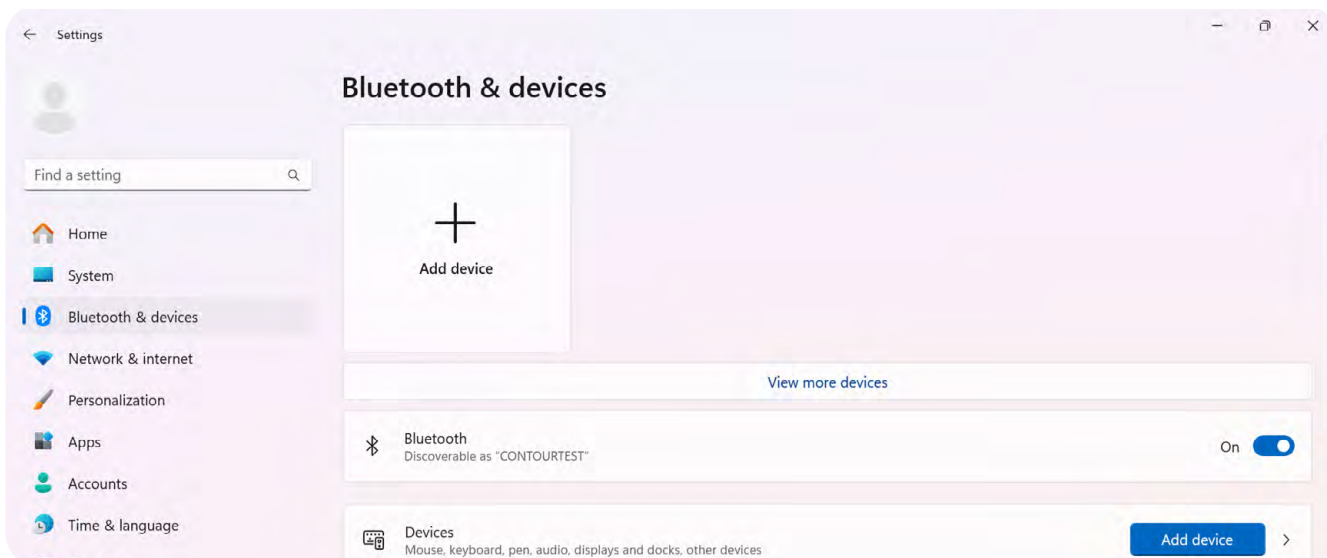 Settings
Bluetooth & devices
Find a setting
Home
System
Bluetooth & devices
Network & internet
Personalization
Apps
Accounts
Time & language
Add device
View more devices
Bluetooth
Discoverable as "CONTOURTEST"
On
Devices
Mouse, keyboard, pen, audio, displays and docks, other devices
Add device